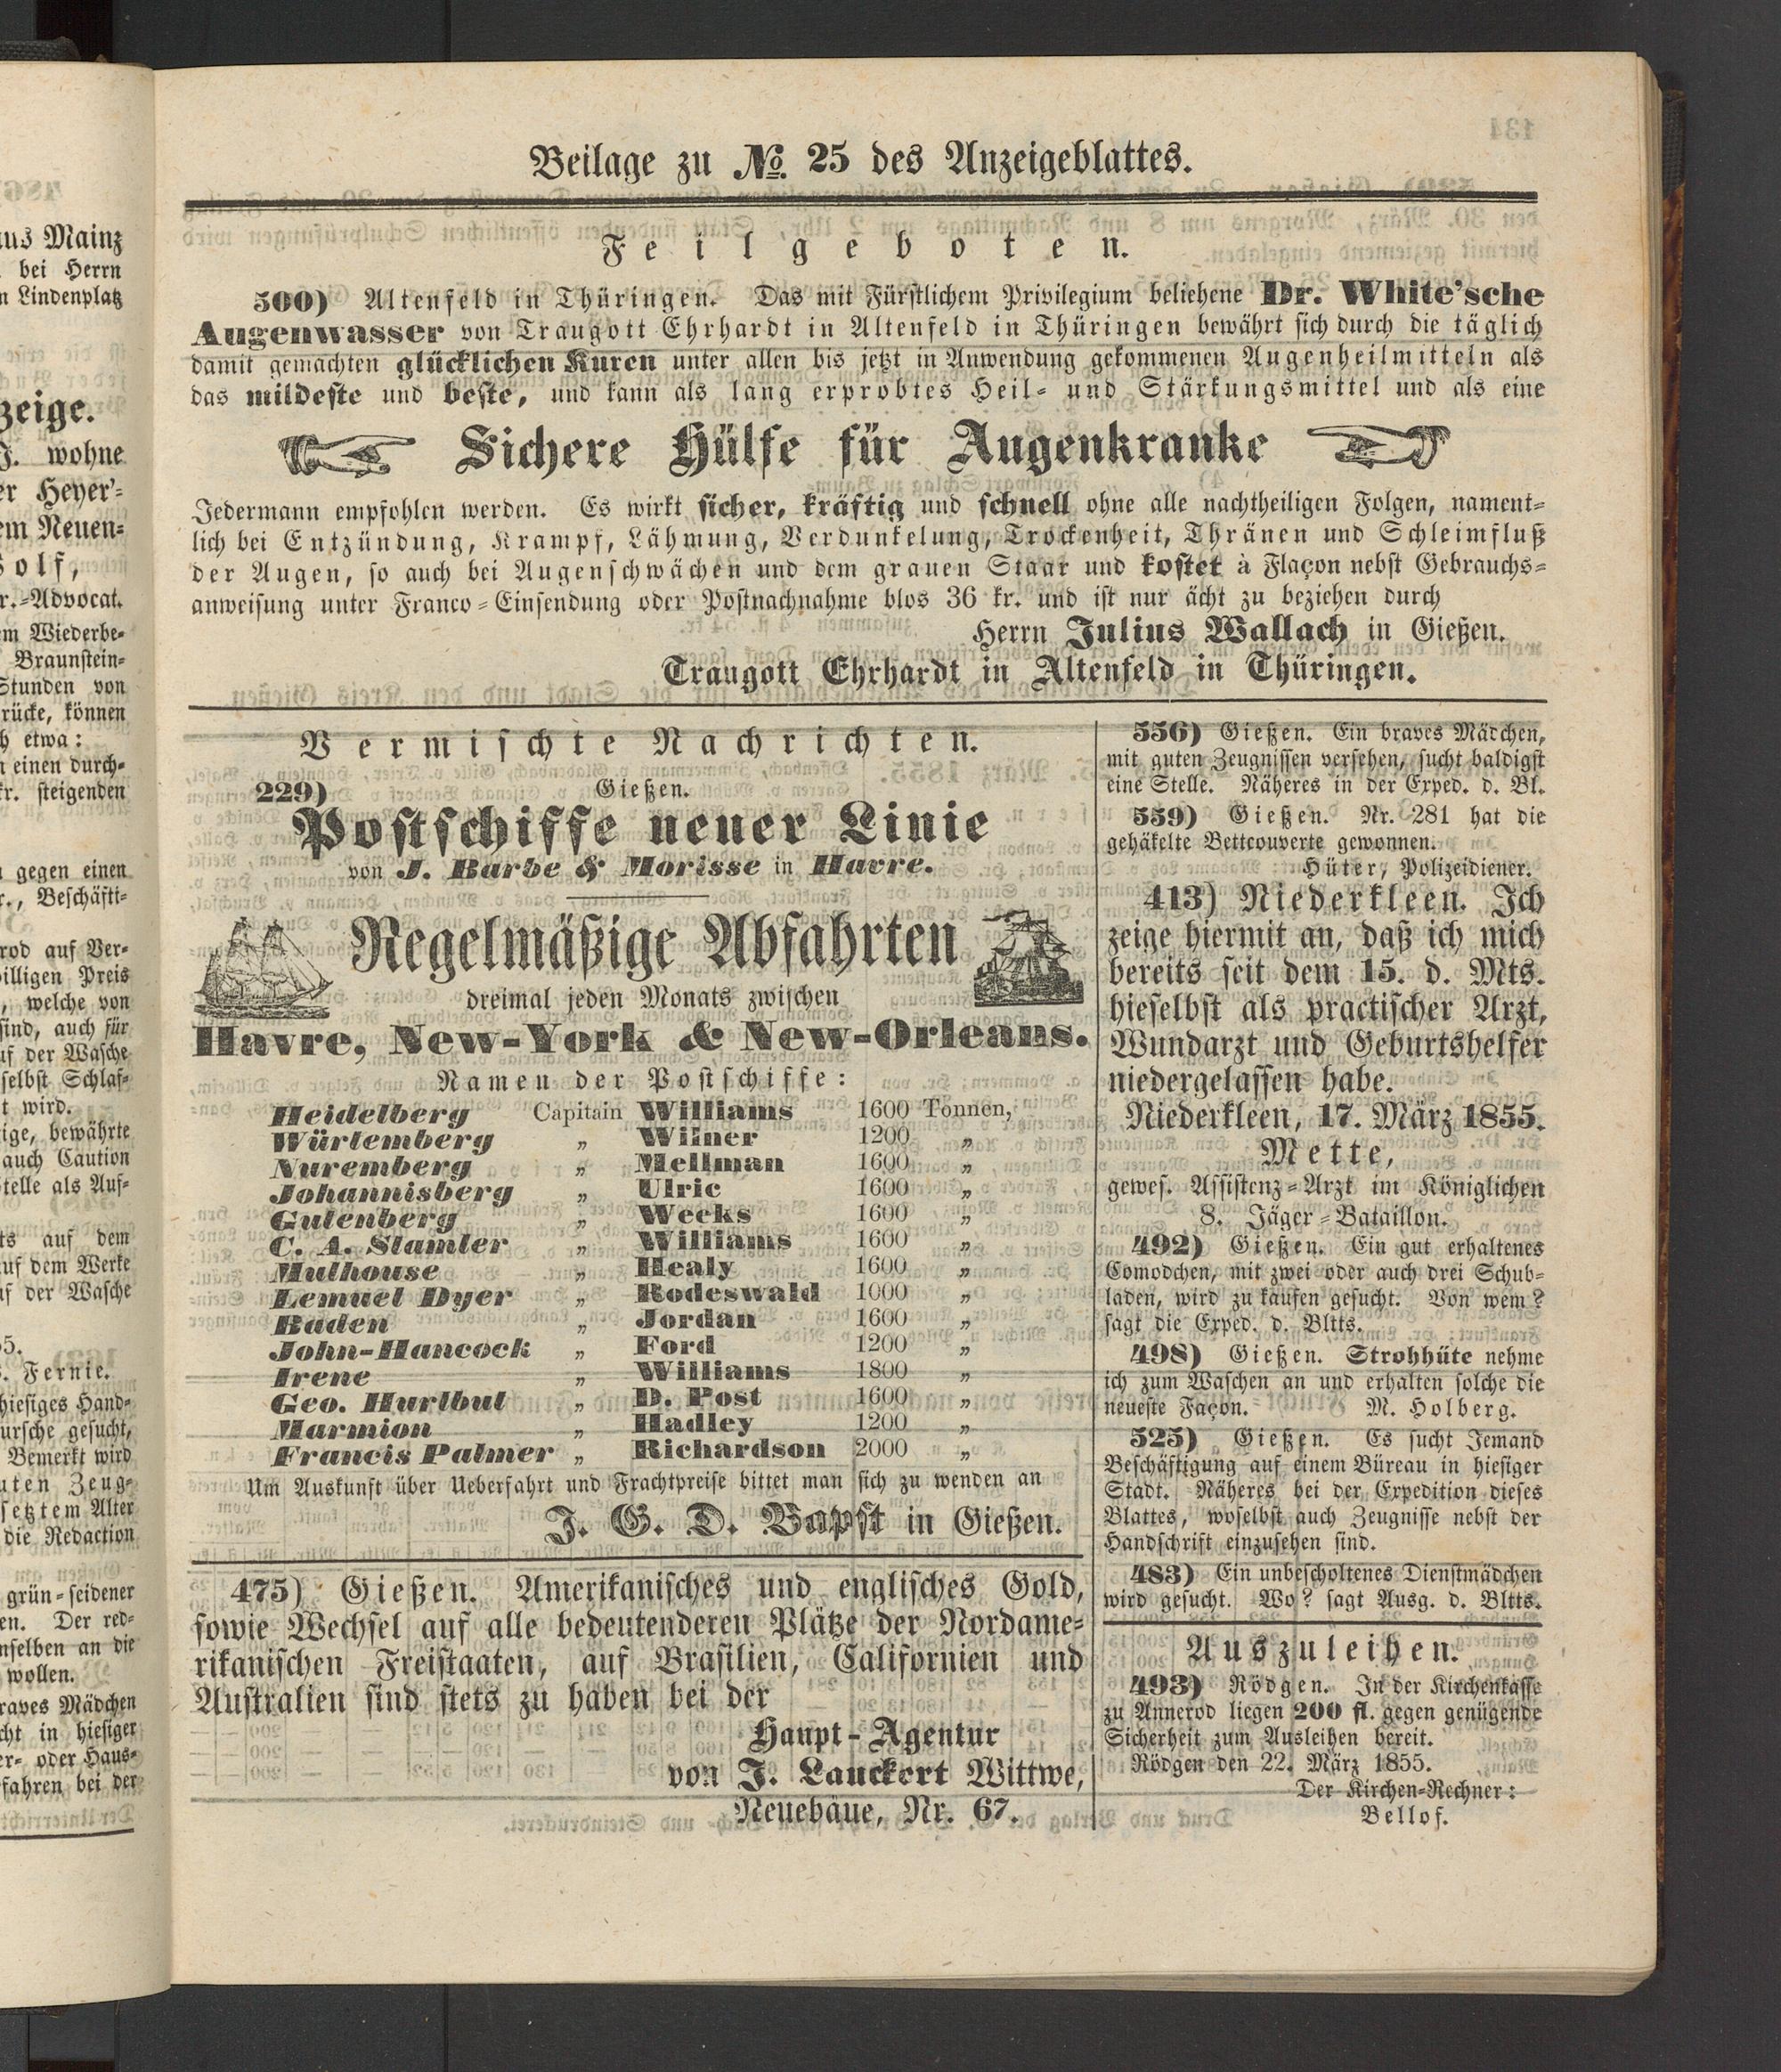 Beilage zu No. 25 des Anzeigeblattes.
Feilgeboten.
500) Altenfeld in Thüringen. Das mit Fürstlichem Privilegium beliehene Dr. White'sche
Augenwasser von Traugott Ehrhardt in Altenfeld in Thüringen bewährt sich durch die täglich
damit gemachten glücklichen Kuren unter allen bis jetzt in Anwendung gekommenen Augenheilmitteln als
das mildeste und beste, und kann als lang erprobtes Heil- und Stärkungsmittel und als eine
Sichere Hülfe für Augenkranke
Jedermann empfohlen werden. Es wirkt sicher, kräftig und schnell ohne alle nachtheiligen Folgen, nament-
lich bei Entzündung, Krampf, Lähmung, Verdunkelung, Trockenheit, Thränen und Schleimfluß
der Augen, so auch bei Augenschwächen und dem grauen Staar und kostet à Flaçon nebst Gebrauchs-
anweisung unter Franco-Einsendung oder Postnachnahme blos 36 kr. und ist nur ächt zu beziehen durch
Herrn Julius Wallach in Gießen.
Traugott Ehrhardt in Altenfeld in Thüringen.
Vermischte Nachrichten.
229) Gießen.
Postschiffe neuer Linie
von J. Barbe & Morisse in Havre.
Regelmäßige Abfahrten
dreimal jeden Monats zwischen
Havre, New-York & New-Orleans.
Namen der Postschiffe:
Heidelberg Capitain Williams 1600 Tonnen,
Würtemberg „ Wilner 1200 „
Nuremberg „ Mellman 1600 „
Johannisberg „ Ulric 1600 „
Gutenberg „ Weeks 1600 „
C. A. Stamler „ Williams 1600 „
Mulhouse „ Healy 1600 „
Lemuel Dyer „ Rodeswald 1000 „
Baden „ Jordan 1600 „
John-Hancock „ Ford 1200 „
Irene „ Williams 1800 „
Geo. Hurlbut „ D. Post 1600 „
Marmion „ Hadley 1200 „
Francis Palmer „ Richardson 2000 „
Um Auskunft über Ueberfahrt und Frachtpreise bittet man sich zu wenden an
J. G. D. Bapst in Gießen.
475) Gießen. Amerikanisches und englisches Gold,
sowie Wechsel auf alle bedeutenderen Plätze der Nordame-
rikanischen Freistaaten, auf Brasilien, Californien und
Australien sind stets zu haben bei der
Haupt-Agentur
von J. Lauckert Wittwe,
Neuebäue, Nr. 67.
556) Gießen. Ein braves Mädchen,
mit guten Zeugnissen versehen, sucht baldigst
eine Stelle. Näheres in der Exped. d. Bl.
559) Gießen. Nr. 281 hat die
gehäkelte Bettcouverte gewonnen.
Hüter, Polizeidiener.
413) Niederkleen. Ich
zeige hiermit an, daß ich mich
bereits seit dem 15. d. Mts.
hieselbst als practischer Arzt,
Wundarzt und Geburtshelfer
niedergelassen habe.
Niederkleen, 17. März 1855.
Mette,
gewes. Assistenz-Arzt im Königlichen
8. Jäger-Bataillon.
492) Gießen. Ein gut erhaltenes
Comodchen, mit zwei oder auch drei Schub-
laden, wird zu kaufen gesucht. Von wem?
sagt die Exped. d. Bltts.
498) Gießen. Strohhüte nehme
ich zum Waschen an und erhalten solche die
neueste Façon. M. Holberg.
525) Gießen. Es sucht Jemand
Beschäftigung auf einem Büreau in hiesiger
Stadt. Näheres bei der Expedition dieses
Blattes, woselbst auch Zeugnisse nebst der
Handschrift einzusehen sind.
483) Ein unbescholtenes Dienstmädchen
wird gesucht. Wo? sagt Ausg. d. Bltts.
Auszuleihen.
493) Rödgen. In der Kirchenkasse
zu Annerod liegen 200 fl. gegen genügende
Sicherheit zum Ausleihen bereit.
Rödgen den 22. März 1855.
Der Kirchen-Rechner:
Bellof.